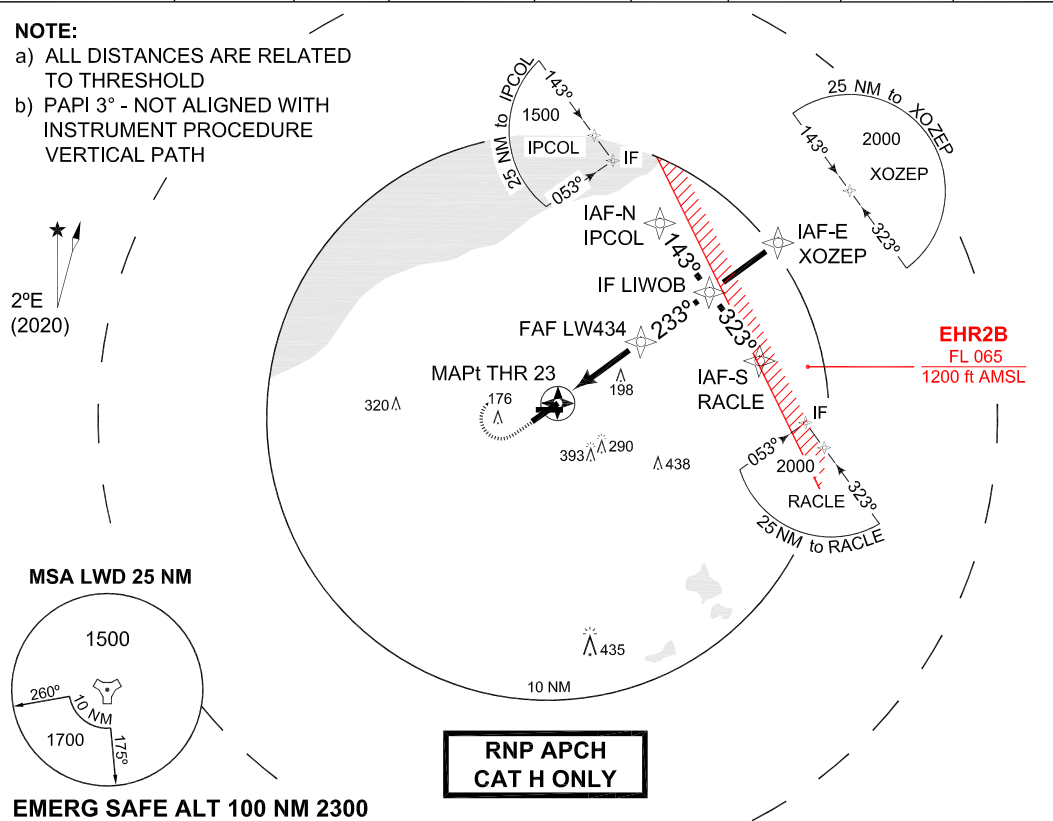 NOTE:
a) ALL DISTANCES ARE RELATED
TO THRESHOLD
b) PAPI 3° - NOT ALIGNED WITH
INSTRUMENT PROCEDURE
VERTICAL PATH
25 NM to IPCOL
143°
1500
IPCOL
IF
053°
25 NM to XOZEP
143°
2000
XOZEP
323°
2ºE
(2020)
IAF-N
IPCOL
143°
IAF-E
XOZEP
IF LIWOB
FAF LW434
233°
323°
MAPt THR 23
IAF-S
RACLE
EHR2B
FL 065
1200 ft AMSL
320
176
198
393
290
438
IF
053°
2000
RACLE
323°
25 NM to RACLE
435
10 NM
MSA LWD 25 NM
1500
260º
10 NM
1700
175º
RNP APCH
CAT H ONLY
EMERG SAFE ALT 100 NM 2300